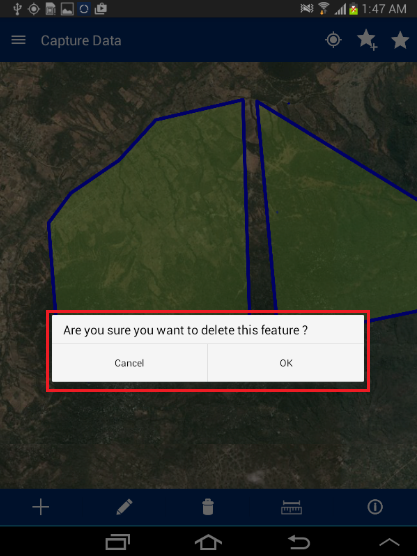 1:47 AM
Capture Data
Are you sure you want to delete this feature ?
Cancel
OK